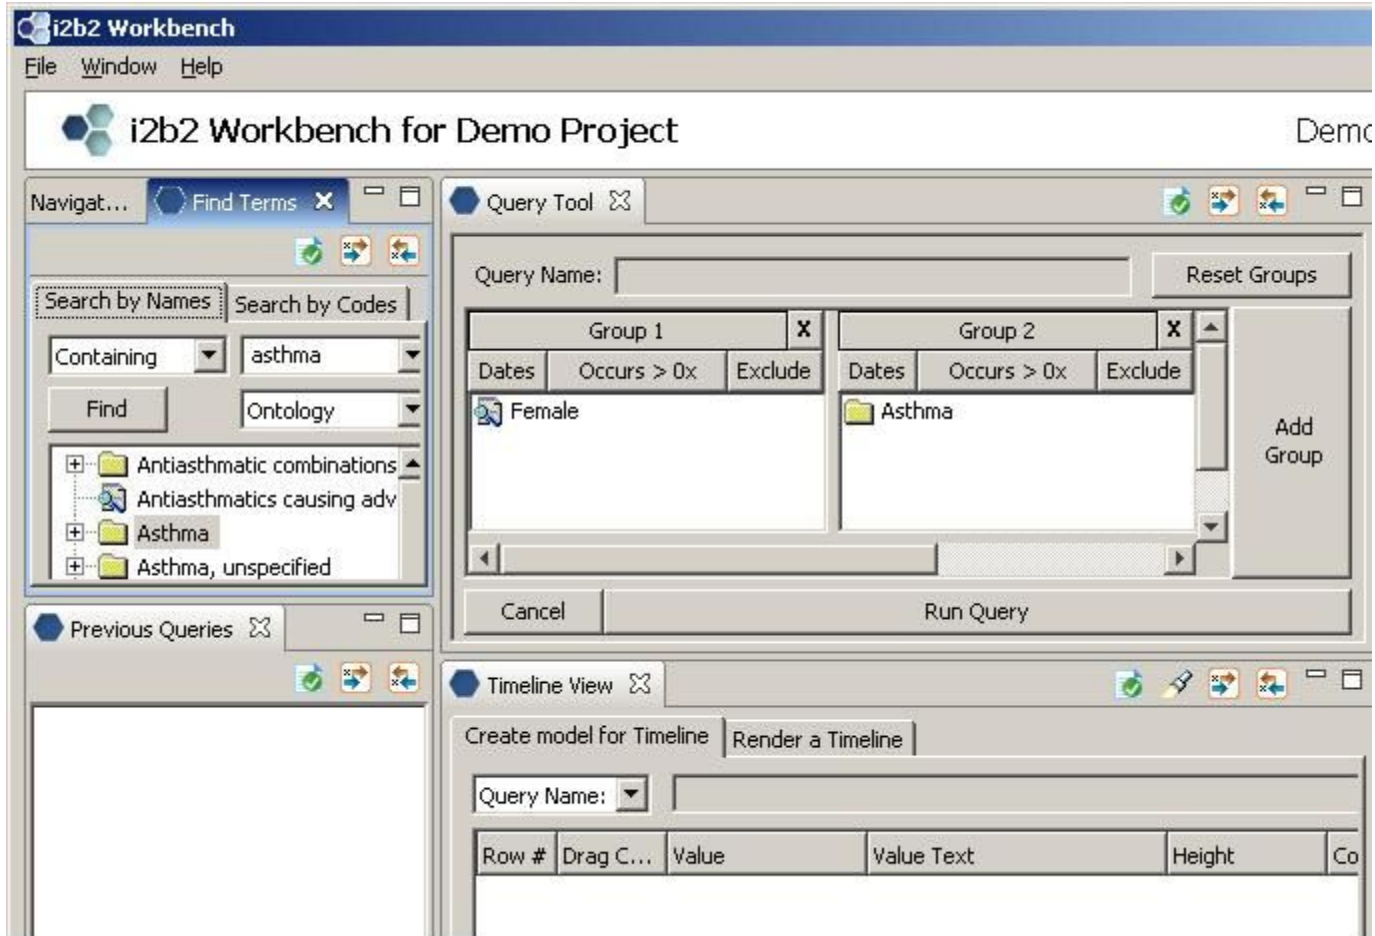 i2b2 Workbench
File Window Help
i2b2 Workbench for Demo Project Demo
Navigat... Find Terms
Search by Names Search by Codes
Containing asthma
Find Ontology
Antiasthmatic combinations
Antiasthmatics causing adv
Asthma
Asthma, unspecified
Query Tool
Query Name: Reset Groups
Group 1 X Group 2 X
Dates Occurs > 0x Exclude Dates Occurs > 0x Exclude
Female Asthma
Add
Group
Cancel Run Query
Previous Queries
Timeline View
Create model for Timeline Render a Timeline
Query Name:
Row # Drag C... Value Value Text Height Co